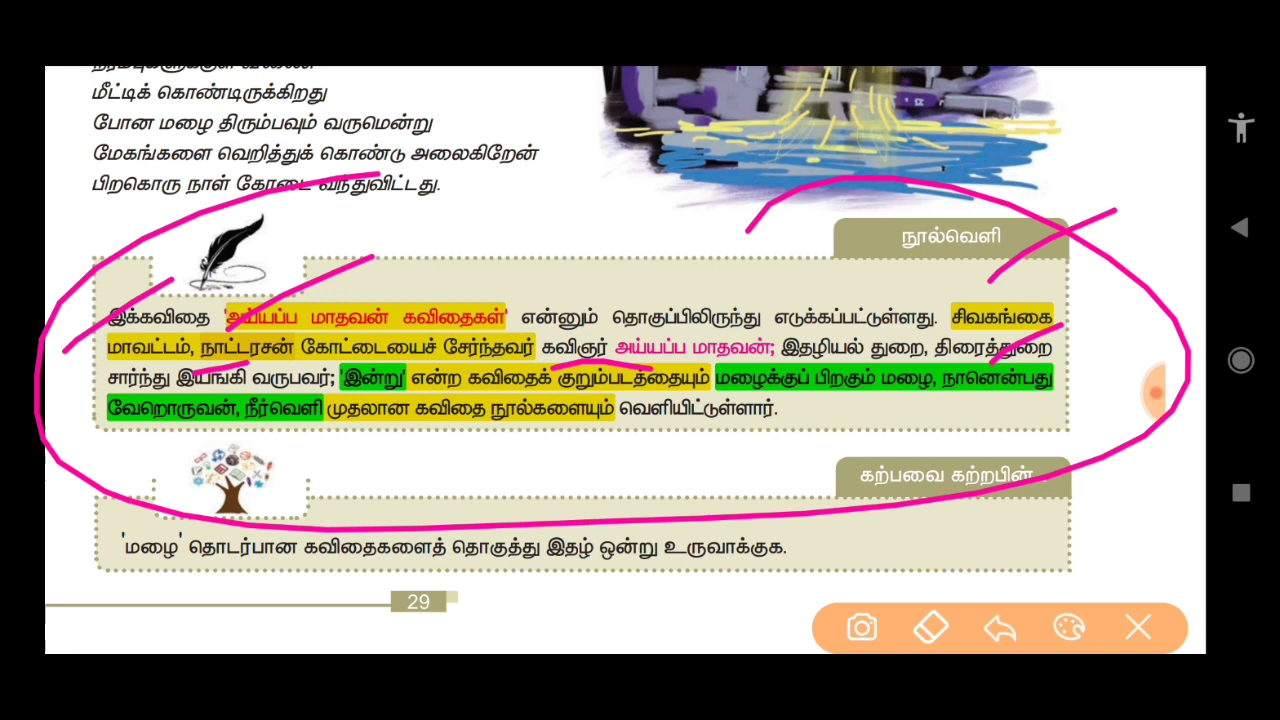 மீட்டிக் கொண்டிருக்கிறது
போன மழை திரும்பவும் வருமென்று
மேகங்களை வெறித்துக் கொண்டு அலைகிறேன்
பிறகொரு நாள் கோடை வந்துவிட்டது.
நூல்வெளி
இக்கவிதை 'அய்யப்ப மாதவன் கவிதைகள்' என்னும் தொகுப்பிலிருந்து எடுக்கப்பட்டுள்ளது. சிவகங்கை
மாவட்டம், நாட்டரசன் கோட்டையைச் சேர்ந்தவர் கவிஞர் அய்யப்ப மாதவன்; இதழியல் துறை, திரைத்துறை
சார்ந்து இயங்கி வருபவர்; 'இன்று' என்ற கவிதைக் குறும்படத்தையும் மழைக்குப் பிறகும் மழை, நானென்பது
வேறொருவன், நீர்வெளி முதலான கவிதை நூல்களையும் வெளியிட்டுள்ளார்.
கற்பவை கற்றபின்...
'மழை' தொடர்பான கவிதைகளைத் தொகுத்து இதழ் ஒன்று உருவாக்குக.
29